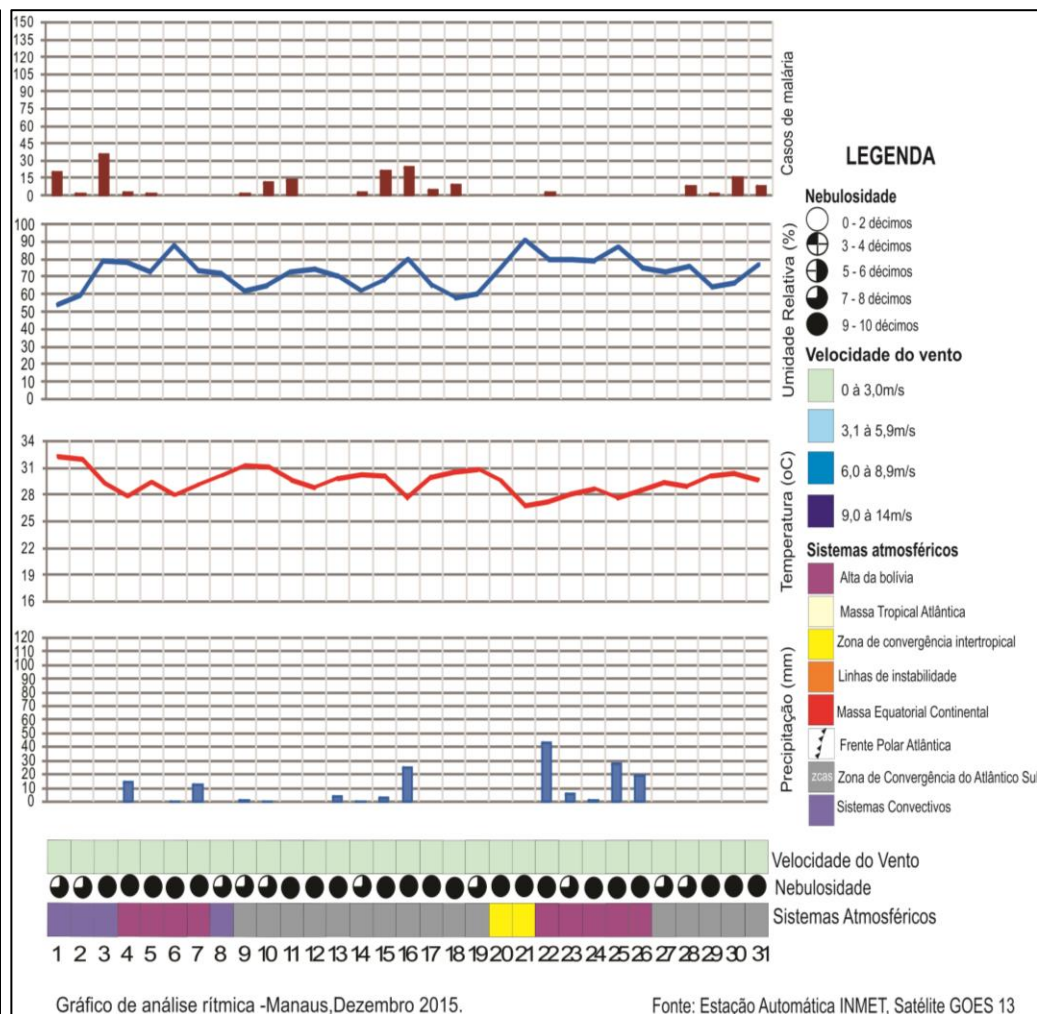 150
135
120
105
90
75
60
45
30
15
0
Casos de malária
100
90
80
70
60
50
40
30
20
10
0
Umidade Relativa (%)
34
31
28
25
22
19
16
Temperatura (oC)
120
110
100
90
80
70
60
50
40
30
20
10
0
Precipitação (mm)
Velocidade do Vento
Nebulosidade
Sistemas Atmosféricos
1 2 3 4 5 6 7 8 9 10 11 12 13 14 15 16 17 18 19 20 21 22 23 24 25 26 27 28 29 30 31
Gráfico de análise rítmica -Manaus,Dezembro 2015.
Fonte: Estação Automática INMET, Satélite GOES 13
LEGENDA
Nebulosidade
0 - 2 décimos
3 - 4 décimos
5 - 6 décimos
7 - 8 décimos
9 - 10 décimos
Velocidade do vento
0 à 3,0m/s
3,1 à 5,9m/s
6,0 à 8,9m/s
9,0 à 14m/s
Sistemas atmosféricos
Alta da bolívia
Massa Tropical Atlântica
Zona de convergência intertropical
Linhas de instabilidade
Massa Equatorial Continental
Frente Polar Atlântica
zcas Zona de Convergência do Atlântico Sul
Sistemas Convectivos